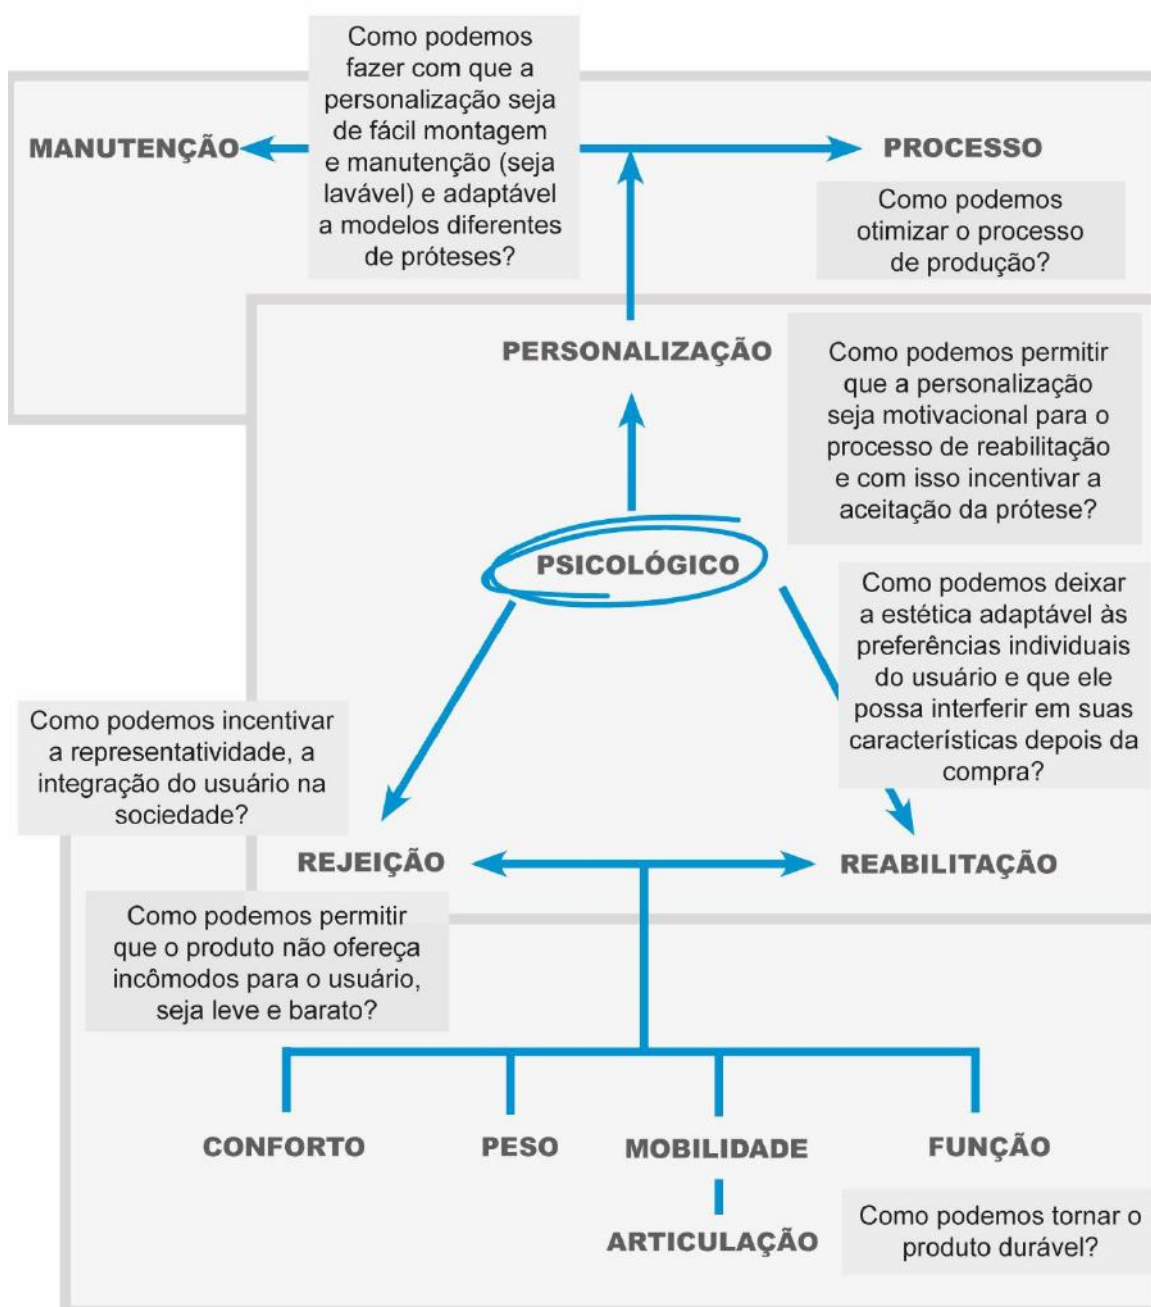 Como podemos
fazer com que a
personalização seja
de fácil montagem
e manutenção (seja
lavável) e adaptável
a modelos diferentes
de próteses?
MANUTENÇÃO
PROCESSO
Como podemos
otimizar o processo
de produção?
PERSONALIZAÇÃO
Como podemos permitir
que a personalização
seja motivacional para o
processo de reabilitação
e com isso incentivar a
aceitação da prótese?
PSICOLÓGICO
Como podemos deixar
a estética adaptável às
preferências individuais
do usuário e que ele
possa interferir em suas
características depois da
compra?
Como podemos incentivar
a representatividade, a
integração do usuário na
sociedade?
REJEIÇÃO
REABILITAÇÃO
Como podemos permitir
que o produto não ofereça
incômodos para o usuário,
seja leve e barato?
CONFORTO
PESO
MOBILIDADE
FUNÇÃO
ARTICULAÇÃO
Como podemos tornar o
produto durável?